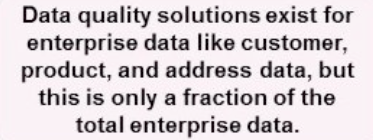 Data quality solutions exist for
enterprise data like customer,
product, and address data, but
this is only a fraction of the
total enterprise data.